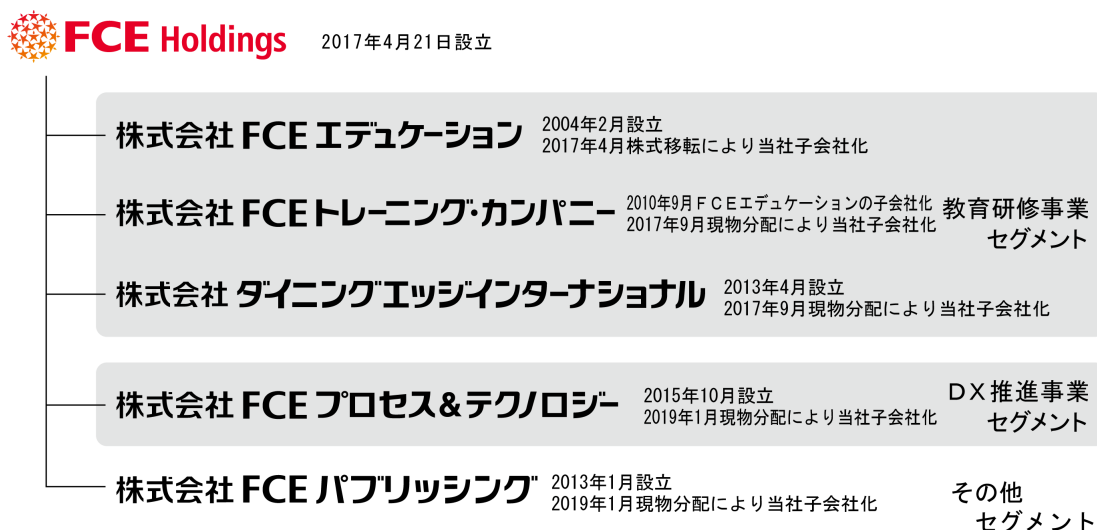 FCE Holdings 2017年4月21日設立
株式会社 FCE エデュケーション
2004年2月設立
2017年4月株式移転により当社子会社化
株式会社 FCE トレーニング・カンパニー
2010年9月FCEエデュケーションの子会社化
2017年9月現物分配により当社子会社化
教育研修事業
セグメント
株式会社 ダイニングエッジインターナショナル
2013年4月設立
2017年9月現物分配により当社子会社化
株式会社 FCE プロセス&テクノロジー
2015年10月設立
2019年1月現物分配により当社子会社化
DX推進事業
セグメント
株式会社 FCE パブリッシング
2013年1月設立
2019年1月現物分配により当社子会社化
その他
セグメント